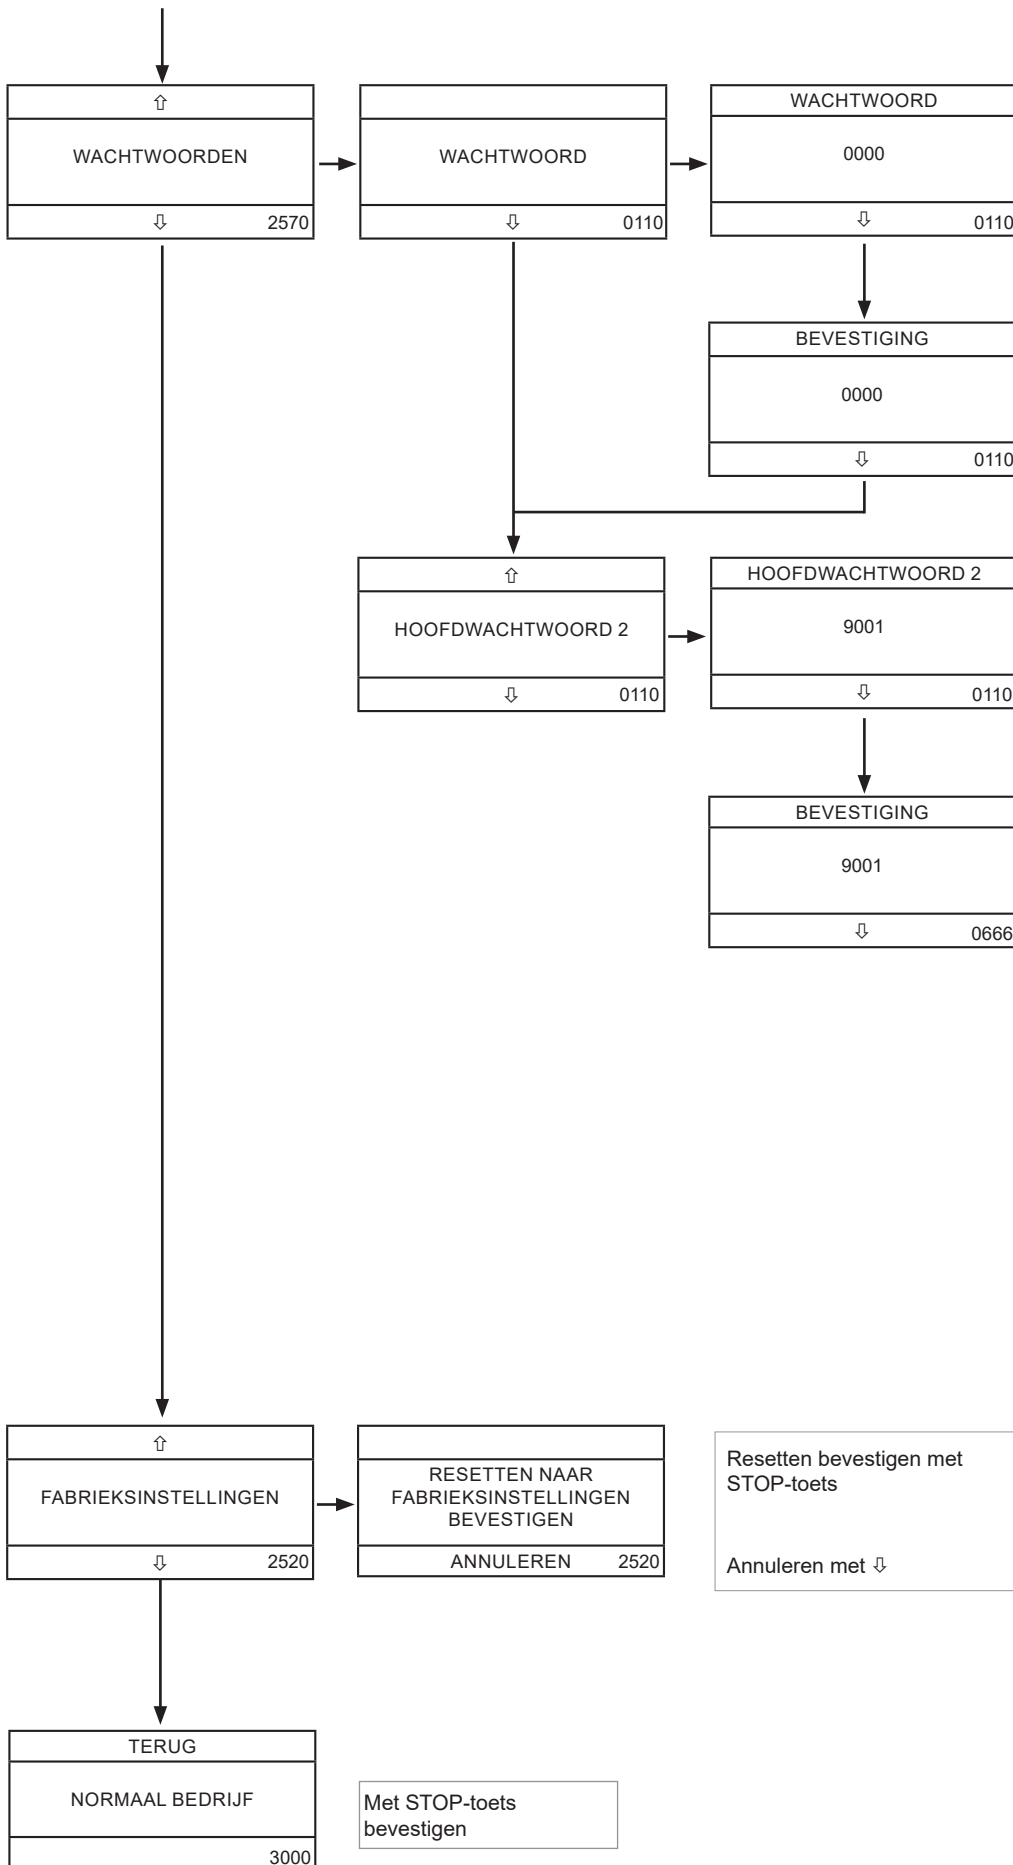 ⇧
WACHTWOORDEN
⇩ 2570
WACHTWOORD
⇩ 0110
WACHTWOORD
0000
⇩ 0110
BEVESTIGING
0000
⇩ 0110
⇧
HOOFDWACHTWOORD 2
⇩ 0110
HOOFDWACHTWOORD 2
9001
⇩ 0110
BEVESTIGING
9001
⇩ 0666
⇧
FABRIEKSINSTELLINGEN
⇩ 2520
RESETTEN NAAR
FABRIEKSINSTELLINGEN
BEVESTIGEN
ANNULEREN 2520
Resetten bevestigen met
STOP-toets
Annuleren met ⇩
TERUG
NORMAAL BEDRIJF
3000
Met STOP-toets
bevestigen